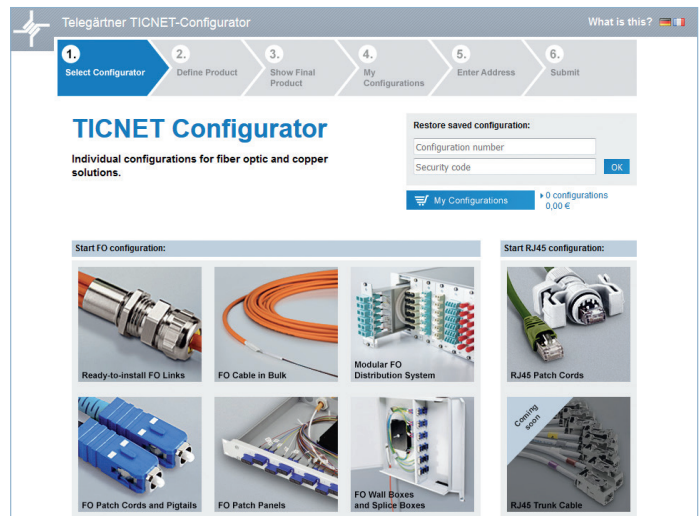 Telegärtner TICNET-Configurator
What is this?
1.
Select Configurator
2.
Define Product
3.
Show Final
Product
4.
My
Configurations
5.
Enter Address
6.
Submit
TICNET Configurator
Individual configurations for fiber optic and copper
solutions.
Restore saved configuration:
Configuration number
Security code
OK
My Configurations
0 configurations
0,00 €
Start FO configuration:
Ready-to-install FO Links
FO Cable in Bulk
Modular FO
Distribution System
FO Patch Cords and Pigtails
FO Patch Panels
FO Wall Boxes
and Splice Boxes
Start RJ45 configuration:
RJ45 Patch Cords
Coming
soon
RJ45 Trunk Cable